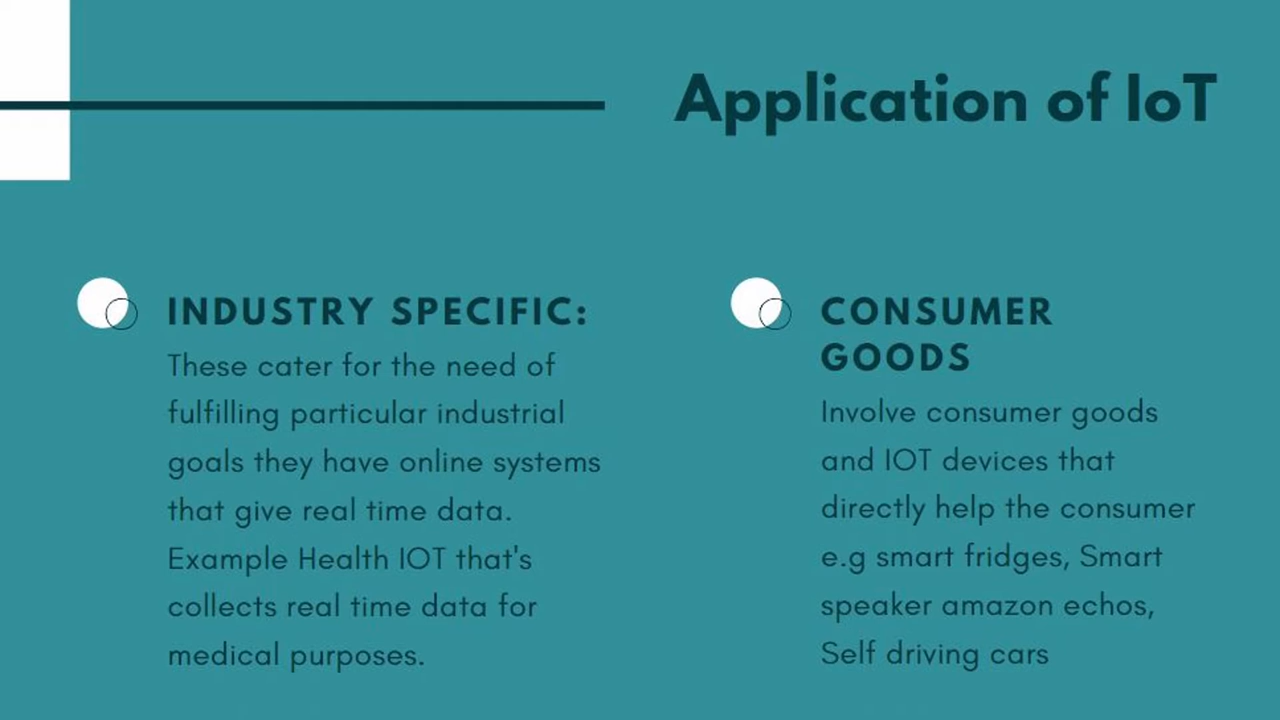 Application of IoT
INDUSTRY SPECIFIC:
These cater for the need of
fulfilling particular industrial
goals they have online systems
that give real time data.
Example Health IOT that's
collects real time data for
medical purposes.
CONSUMER
GOODS
Involve consumer goods
and IOT devices that
directly help the consumer
e.g smart fridges, Smart
speaker amazon echos,
Self driving cars